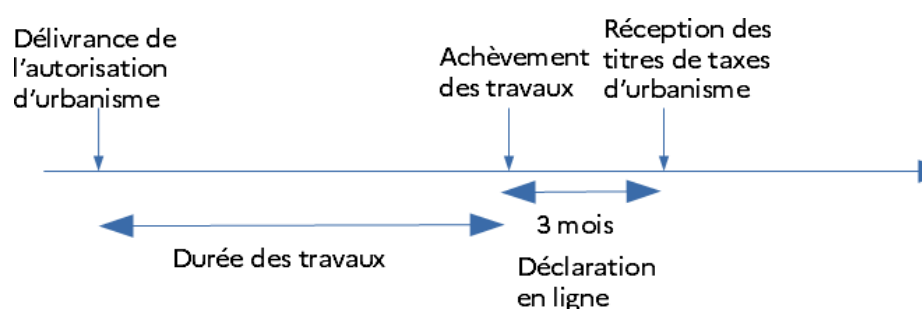 Délivrance de
l'autorisation
d'urbanisme
Achèvement
des travaux
Réception des
titres de taxes
d'urbanisme
Durée des travaux
3 mois
Déclaration
en ligne